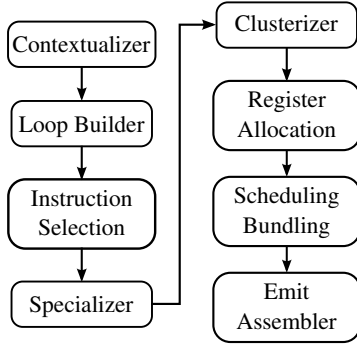 Contextualizer
Loop Builder
Instruction
Selection
Specializer
Clusterizer
Register
Allocation
Scheduling
Bundling
Emit
Assembler